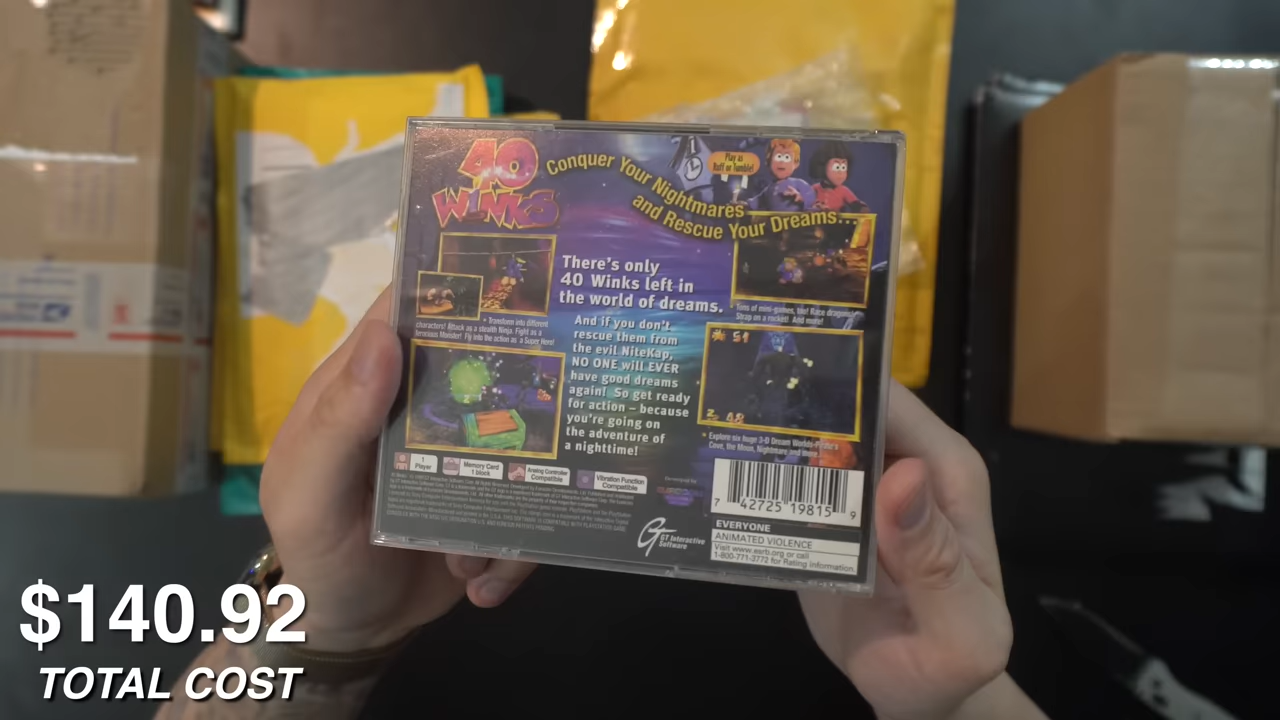 40
WINKS
Conquer Your Nightmares
and Rescue Your Dreams...
Play as
Ruff or Tumble!
There's only
40 Winks left in
the world of dreams.
And if you don't
rescue them from
the evil NiteKap,
NO ONE will EVER
have good dreams
again! So get ready
for action – because
you're going on
the adventure of
a nighttime!
* Transform into different
characters! Attack as a stealth Ninja. Fight as a
ferocious Monster! Fly into the action as a Super Hero!
Tons of mini-games, too! Race dragons!
Strap on a rocket! And more!
51
48
* Explore six huge 3-D Dream Worlds-Pirate's
Cove, the Moon, Nightmare and more...
1
Player
Memory Card
1 block
Analog Controller
Compatible
Vibration Function
Compatible
Developed by
GT Interactive
Software
7 42725 19815 9
EVERYONE
ANIMATED VIOLENCE
Visit www.esrb.org or call
1-800-771-3772 for Rating Information.
$140.92
TOTAL COST